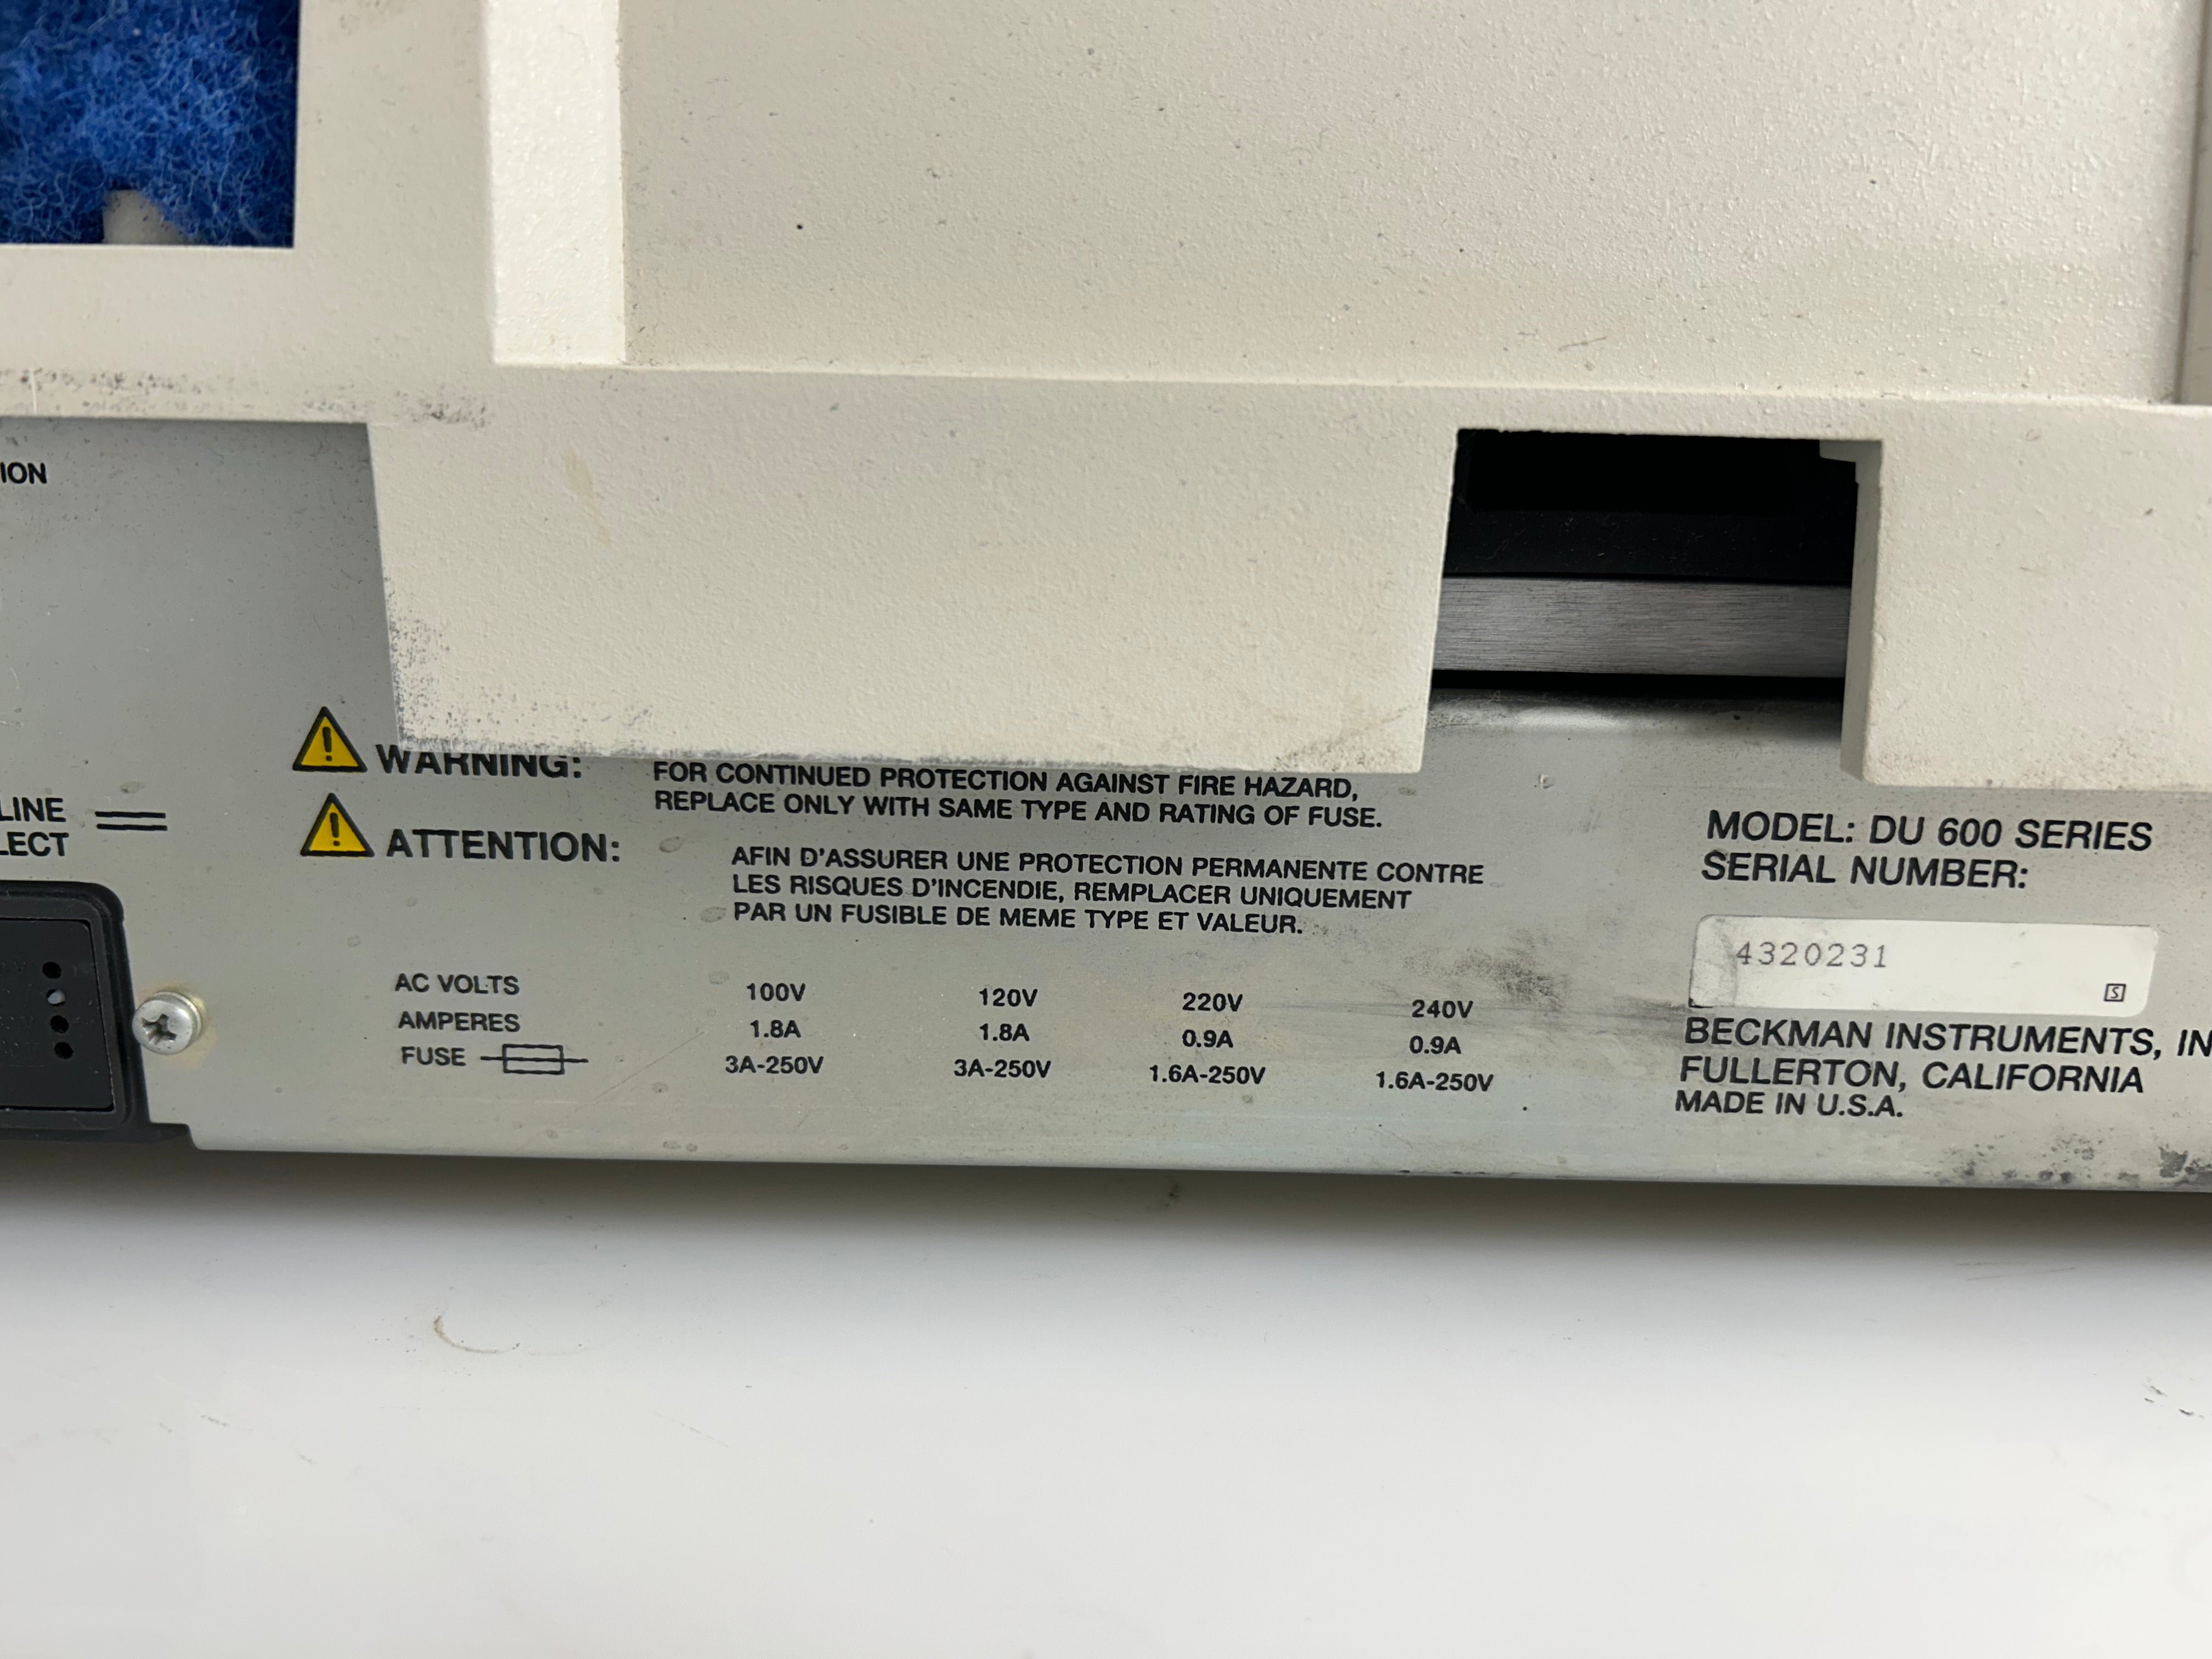 ION
LINE
LECT
WARNING:
FOR CONTINUED PROTECTION AGAINST FIRE HAZARD,
REPLACE ONLY WITH SAME TYPE AND RATING OF FUSE.
ATTENTION:
AFIN D'ASSURER UNE PROTECTION PERMANENTE CONTRE
LES RISQUES D'INCENDIE, REMPLACER UNIQUEMENT
PAR UN FUSIBLE DE MEME TYPE ET VALEUR.
AC VOLTS 100V 120V 220V 240V
AMPERES 1.8A 1.8A 0.9A 0.9A
FUSE 3A-250V 3A-250V 1.6A-250V 1.6A-250V
MODEL: DU 600 SERIES
SERIAL NUMBER:
4320231
S
BECKMAN INSTRUMENTS, IN
FULLERTON, CALIFORNIA
MADE IN U.S.A.